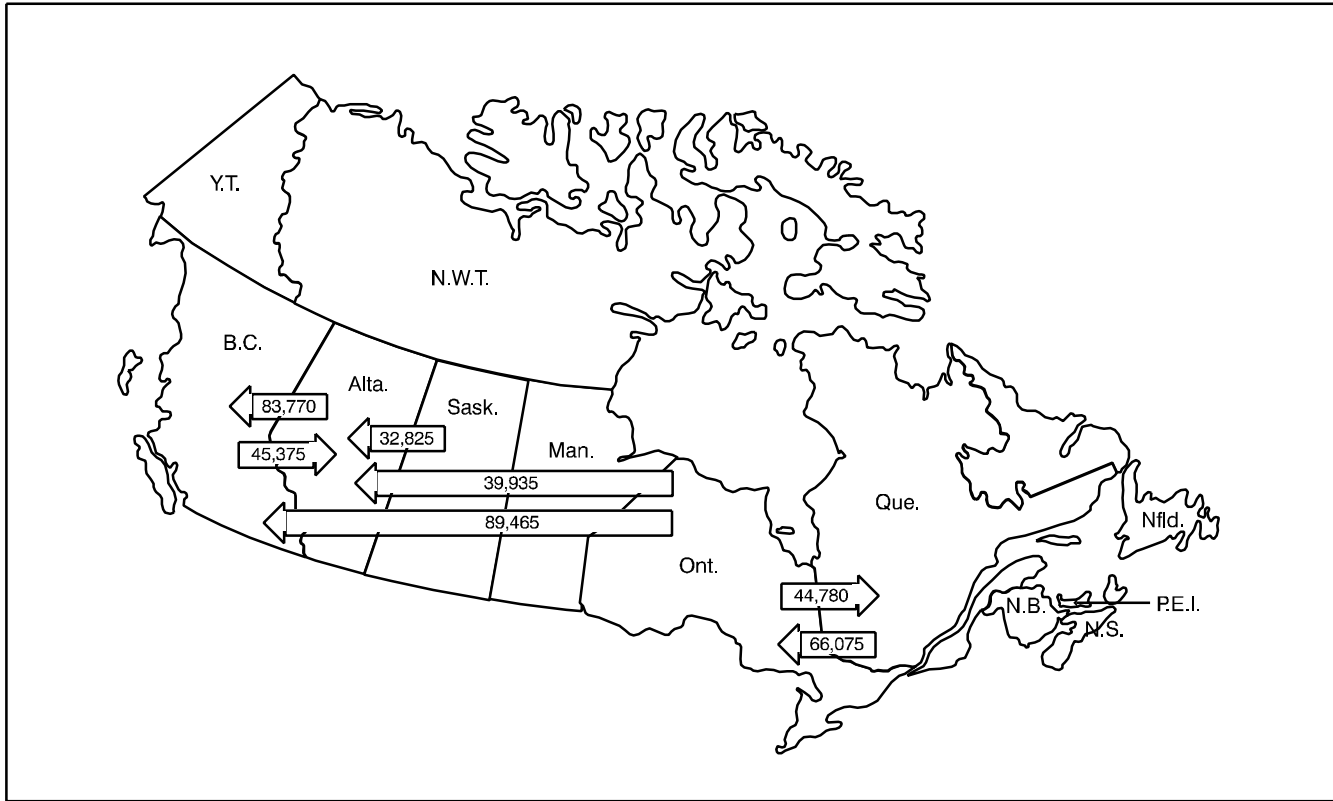 Y.T.
N.W.T.
B.C.
Alta.
83,770
Sask.
32,825
45,375
Man.
39,935
Que.
89,465
Nfld.
Ont.
44,780
N.B.
P.E.I.
N.S.
66,075